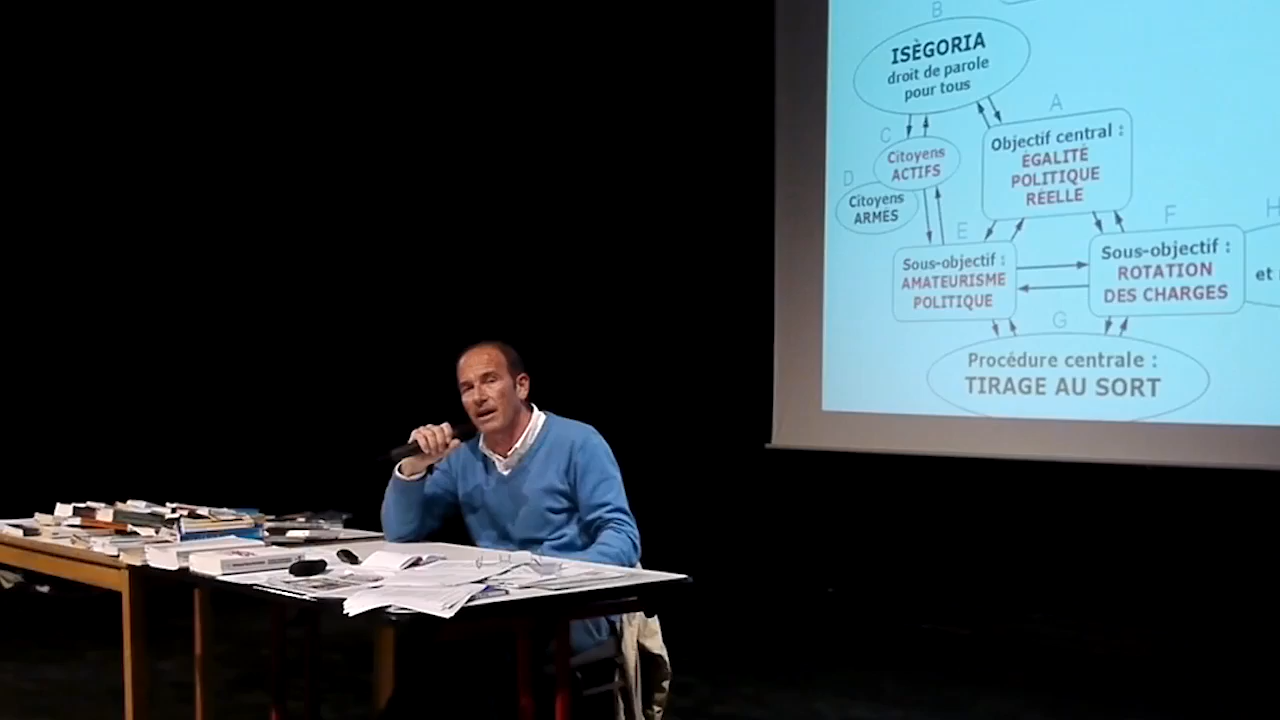 B
ISÈGORIA
droit de parole
pour tous
A
Objectif central :
ÉGALITÉ
POLITIQUE
RÉELLE
C
Citoyens
ACTIFS
D
Citoyens
ARMÉS
E
Sous-objectif :
AMATEURISME
POLITIQUE
F
Sous-objectif :
ROTATION
DES CHARGES
H
et
G
Procédure centrale :
TIRAGE AU SORT